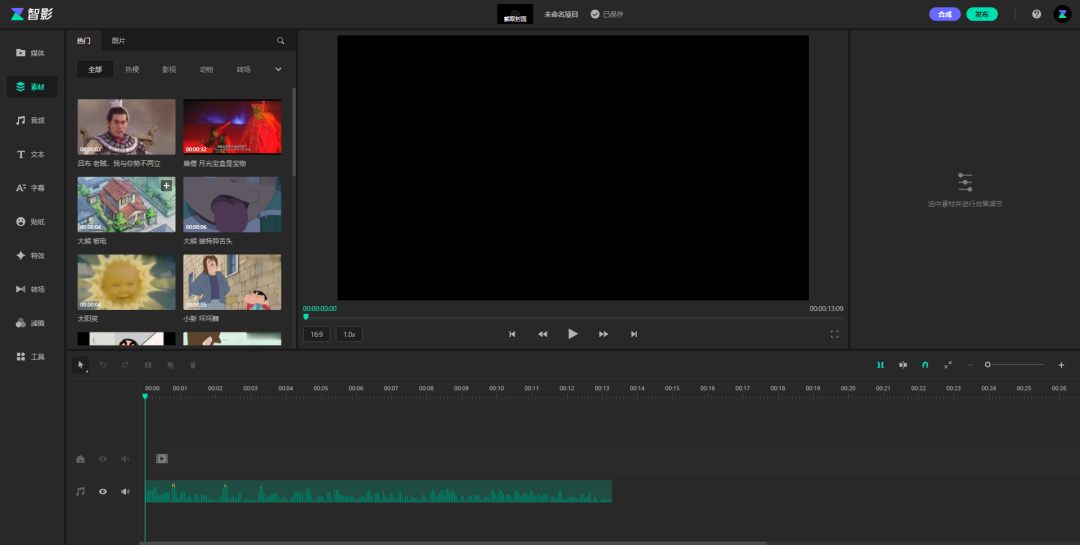 智影
截取封面
未命名项目
已保存
合成
发布
媒体
素材
音频
文本
字幕
贴纸
特效
转场
滤镜
工具
热门
图片
全部
热梗
影视
动物
转场
00:00:03
吕布 老贼，我与你势不两立
00:00:32
唐僧 月光宝盒是宝物
00:00:04
大雄 被电
00:00:06
大雄 装特异舌头
00:00:04
太阳笑
00:00:05
小新 坏坏舞
00:00:00:00
00:00:13:09
16:9
1.0x
选中素材并进行效果调节
00:00
00:01
00:02
00:03
00:04
00:05
00:06
00:07
00:08
00:09
00:10
00:11
00:12
00:13
00:14
00:15
00:16
00:17
00:18
00:19
00:20
00:21
00:22
00:23
00:24
00:25
00:26